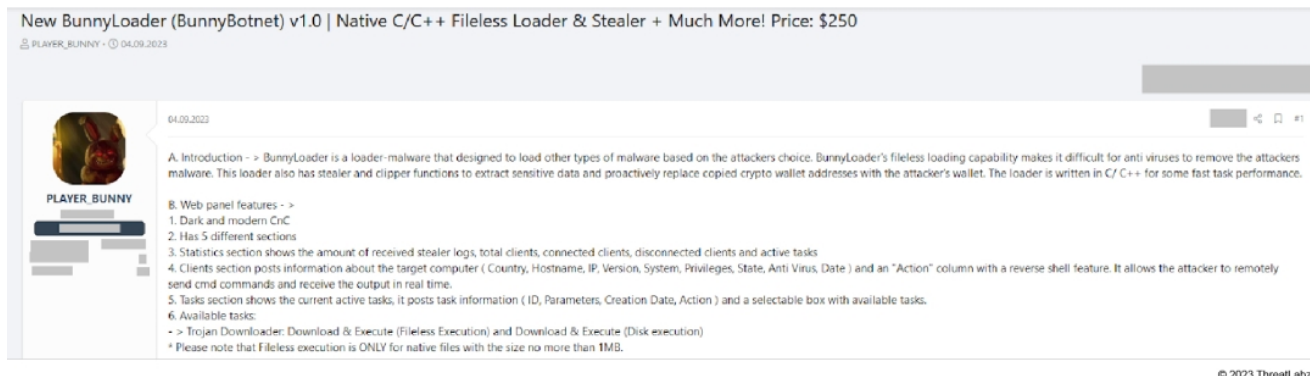 New BunnyLoader (BunnyBotnet) v1.0 | Native C/C++ Fileless Loader & Stealer + Much More! Price: $250
PLAYER_BUNNY · 04.09.2023
04.09.2023
#1
PLAYER_BUNNY
A. Introduction - > BunnyLoader is a loader-malware that designed to load other types of malware based on the attackers choice. BunnyLoader's fileless loading capability makes it difficult for anti viruses to remove the attackers
malware. This loader also has stealer and clipper functions to extract sensitive data and proactively replace copied crypto wallet addresses with the attacker's wallet. The loader is written in C/ C++ for some fast task performance.
B. Web panel features - >
1. Dark and modern CnC
2. Has 5 different sections
3. Statistics section shows the amount of received stealer logs, total clients, connected clients, disconnected clients and active tasks
4. Clients section posts information about the target computer ( Country, Hostname, IP, Version, System, Privileges, State, Anti Virus, Date ) and an "Action" column with a reverse shell feature. It allows the attacker to remotely
send cmd commands and receive the output in real time.
5. Tasks section shows the current active tasks, it posts task information ( ID, Parameters, Creation Date, Action ) and a selectable box with available tasks.
6. Available tasks:
- > Trojan Downloader: Download & Execute (Fileless Execution) and Download & Execute (Disk execution)
* Please note that Fileless execution is ONLY for native files with the size no more than 1MB.
© 2023 ThreatLabz